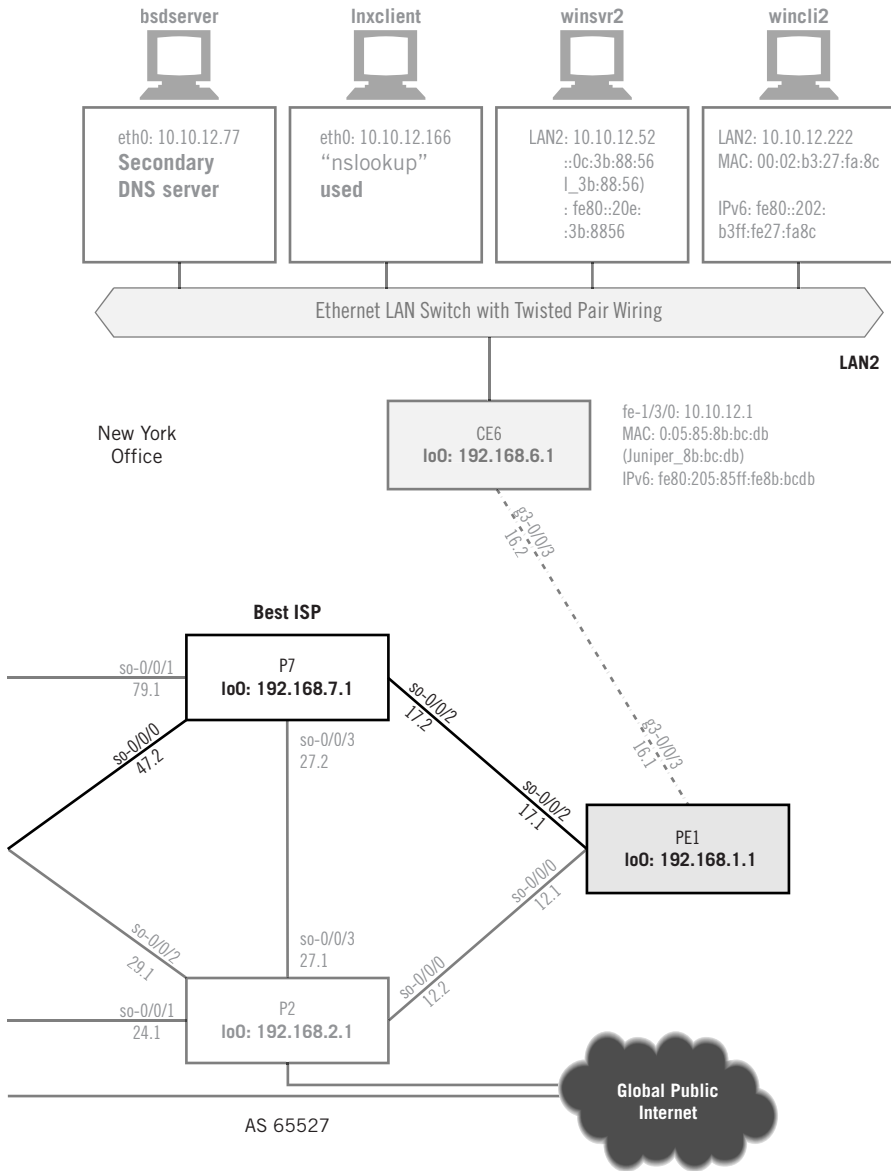 bsdserver
lnxclient
winsvr2
wincli2
eth0: 10.10.12.77
Secondary
DNS server
eth0: 10.10.12.166
“nslookup”
used
LAN2: 10.10.12.52
::0c:3b:88:56
l_3b:88:56)
: fe80::20e:
:3b:8856
LAN2: 10.10.12.222
MAC: 00:02:b3:27:fa:8c
IPv6: fe80::202:
b3ff:fe27:fa8c
Ethernet LAN Switch with Twisted Pair Wiring
LAN2
New York
Office
CE6
lo0: 192.168.6.1
fe-1/3/0: 10.10.12.1
MAC: 0:05:85:8b:bc:db
(Juniper_8b:bc:db)
IPv6: fe80:205:85ff:fe8b:bcdb
g3-0/0/3
16.2
Best ISP
so-0/0/1
79.1
P7
lo0: 192.168.7.1
so-0/0/2
17.2
so-0/0/0
47.2
so-0/0/3
27.2
g3-0/0/3
16.1
so-0/0/2
17.1
PE1
lo0: 192.168.1.1
so-0/0/0
12.1
so-0/0/2
29.1
so-0/0/3
27.1
so-0/0/0
12.2
so-0/0/1
24.1
P2
lo0: 192.168.2.1
Global Public
Internet
AS 65527